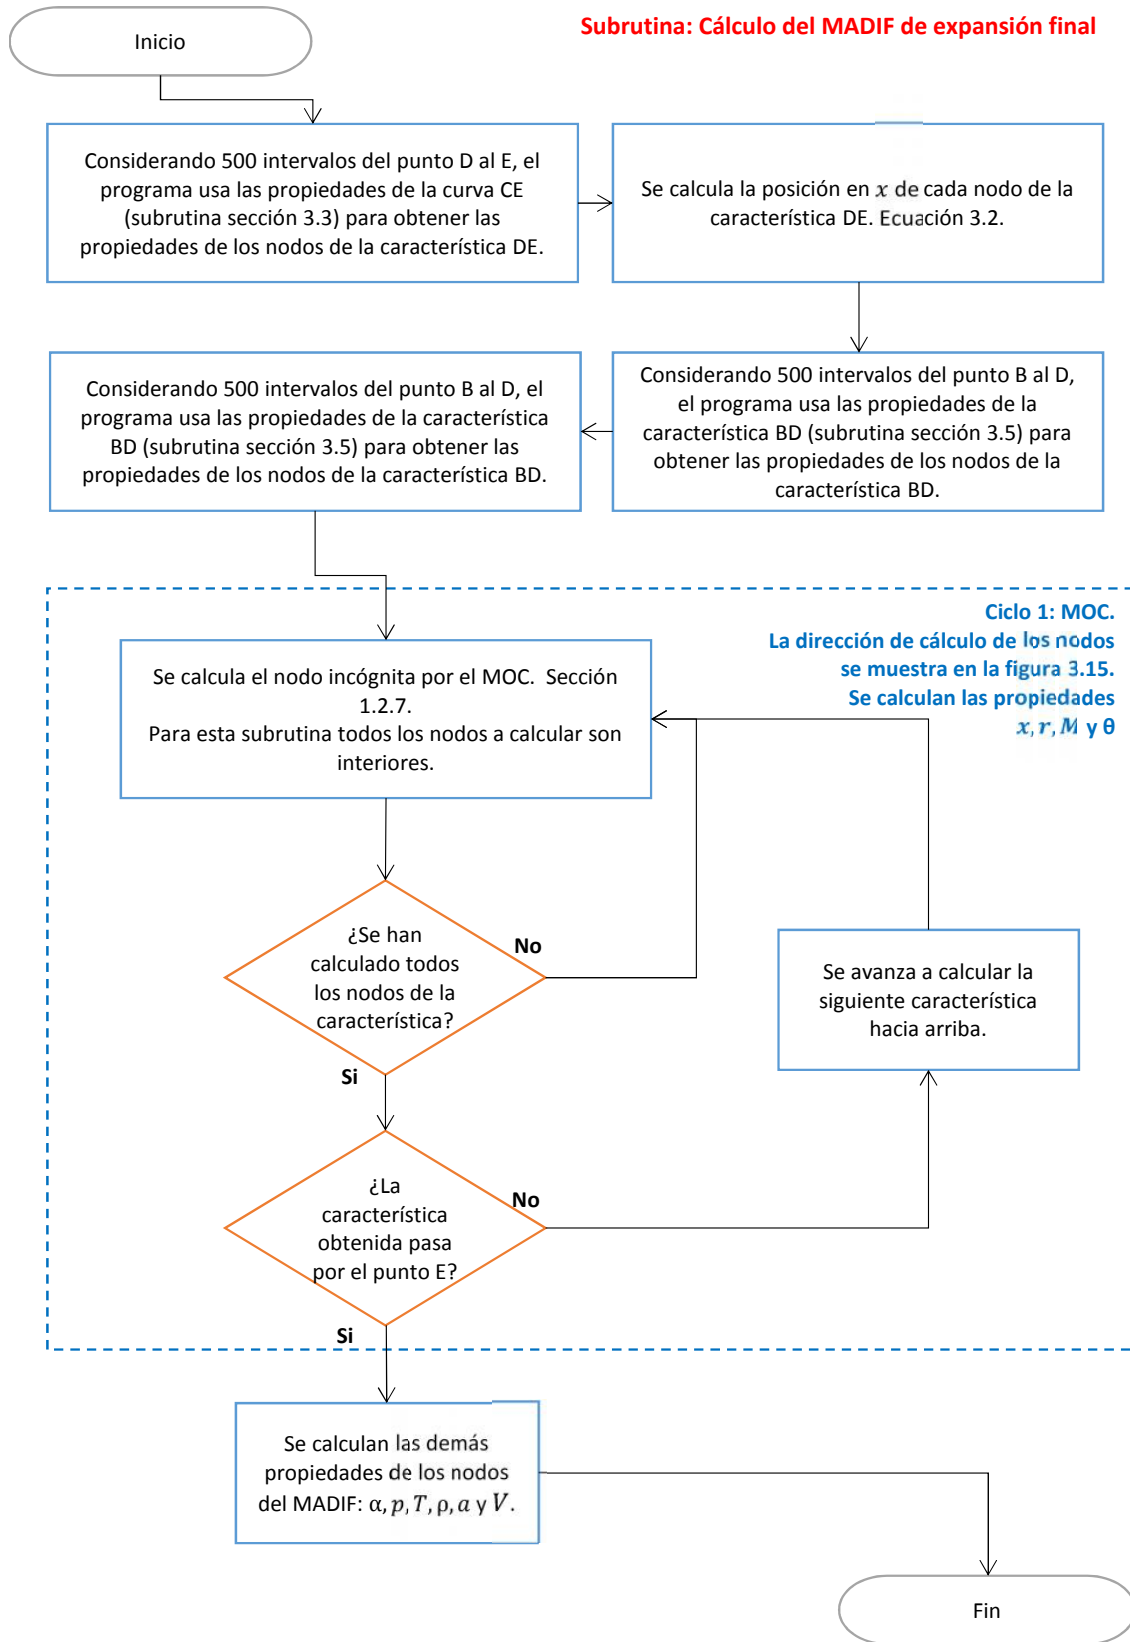 Subrutina: Cálculo del MADIF de expansión final
Inicio
Considerando 500 intervalos del punto D al E, el
programa usa las propiedades de la curva CE
(subrutina sección 3.3) para obtener las
propiedades de los nodos de la característica DE.
Se calcula la posición en x de cada nodo de la
característica DE. Ecuación 3.2.
Considerando 500 intervalos del punto B al D,
el programa usa las propiedades de la
característica BD (subrutina sección 3.5) para
obtener las propiedades de los nodos de la
característica BD.
Considerando 500 intervalos del punto B al D, el
programa usa las propiedades de la característica
BD (subrutina sección 3.5) para obtener las
propiedades de los nodos de la característica BD.
Ciclo 1: MOC.
La dirección de cálculo de los nodos
se muestra en la figura 3.15.
Se calculan las propiedades
x, r, M y θ
Se calcula el nodo incógnita por el MOC. Sección
1.2.7.
Para esta subrutina todos los nodos a calcular son
interiores.
¿Se han
calculado todos
los nodos de la
característica?
No
Si
Se avanza a calcular la
siguiente característica
hacia arriba.
¿La
característica
obtenida pasa
por el punto E?
No
Si
Se calculan las demás
propiedades de los nodos
del MADIF: α, p, T, ρ, a y V.
Fin